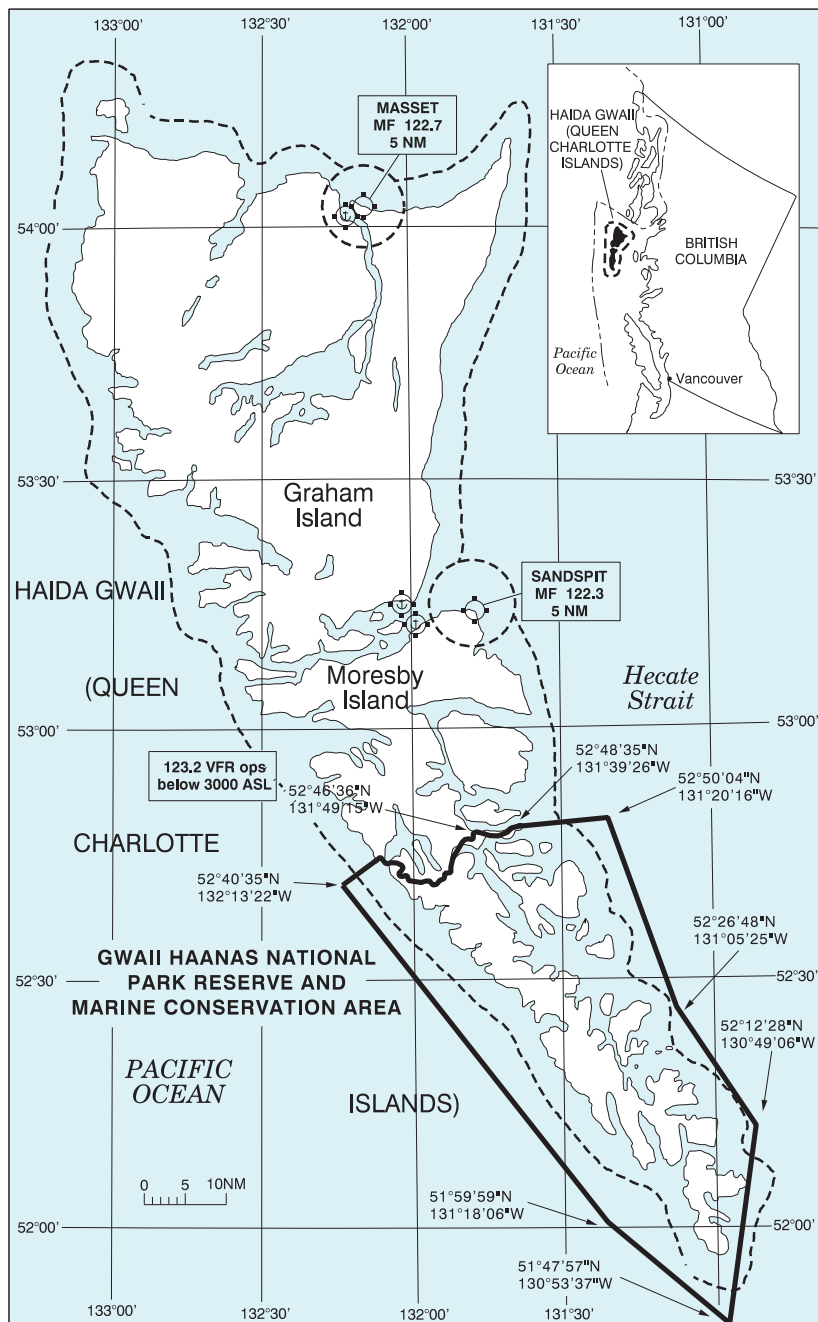 133°00' 132°30' 132°00' 131°30' 131°00'
MASSET
MF 122.7
5 NM
HAIDA GWAII
(QUEEN
CHARLOTTE
ISLANDS)
BRITISH
COLUMBIA
Pacific
Ocean
Vancouver
54°00'
53°30'
53°30'
Graham
Island
HAIDA GWAII
SANDSPIT
MF 122.3
5 NM
(QUEEN
Moresby
Island
Hecate
Strait
53°00'
53°00'
123.2 VFR ops
below 3000 ASL
52°46'36"N
131°49'15"W
52°48'35"N
131°39'26"W
52°50'04"N
131°20'16"W
CHARLOTTE
52°40'35"N
132°13'22"W
52°26'48"N
131°05'25"W
GWAII HAANAS NATIONAL
PARK RESERVE AND
MARINE CONSERVATION AREA
52°30'
52°30'
52°12'28"N
130°49'06"W
PACIFIC
OCEAN
ISLANDS)
0 5 10NM
51°59'59"N
131°18'06"W
52°00'
52°00'
51°47'57"N
130°53'37"W
133°00' 132°30' 132°00' 131°30' 131°00'